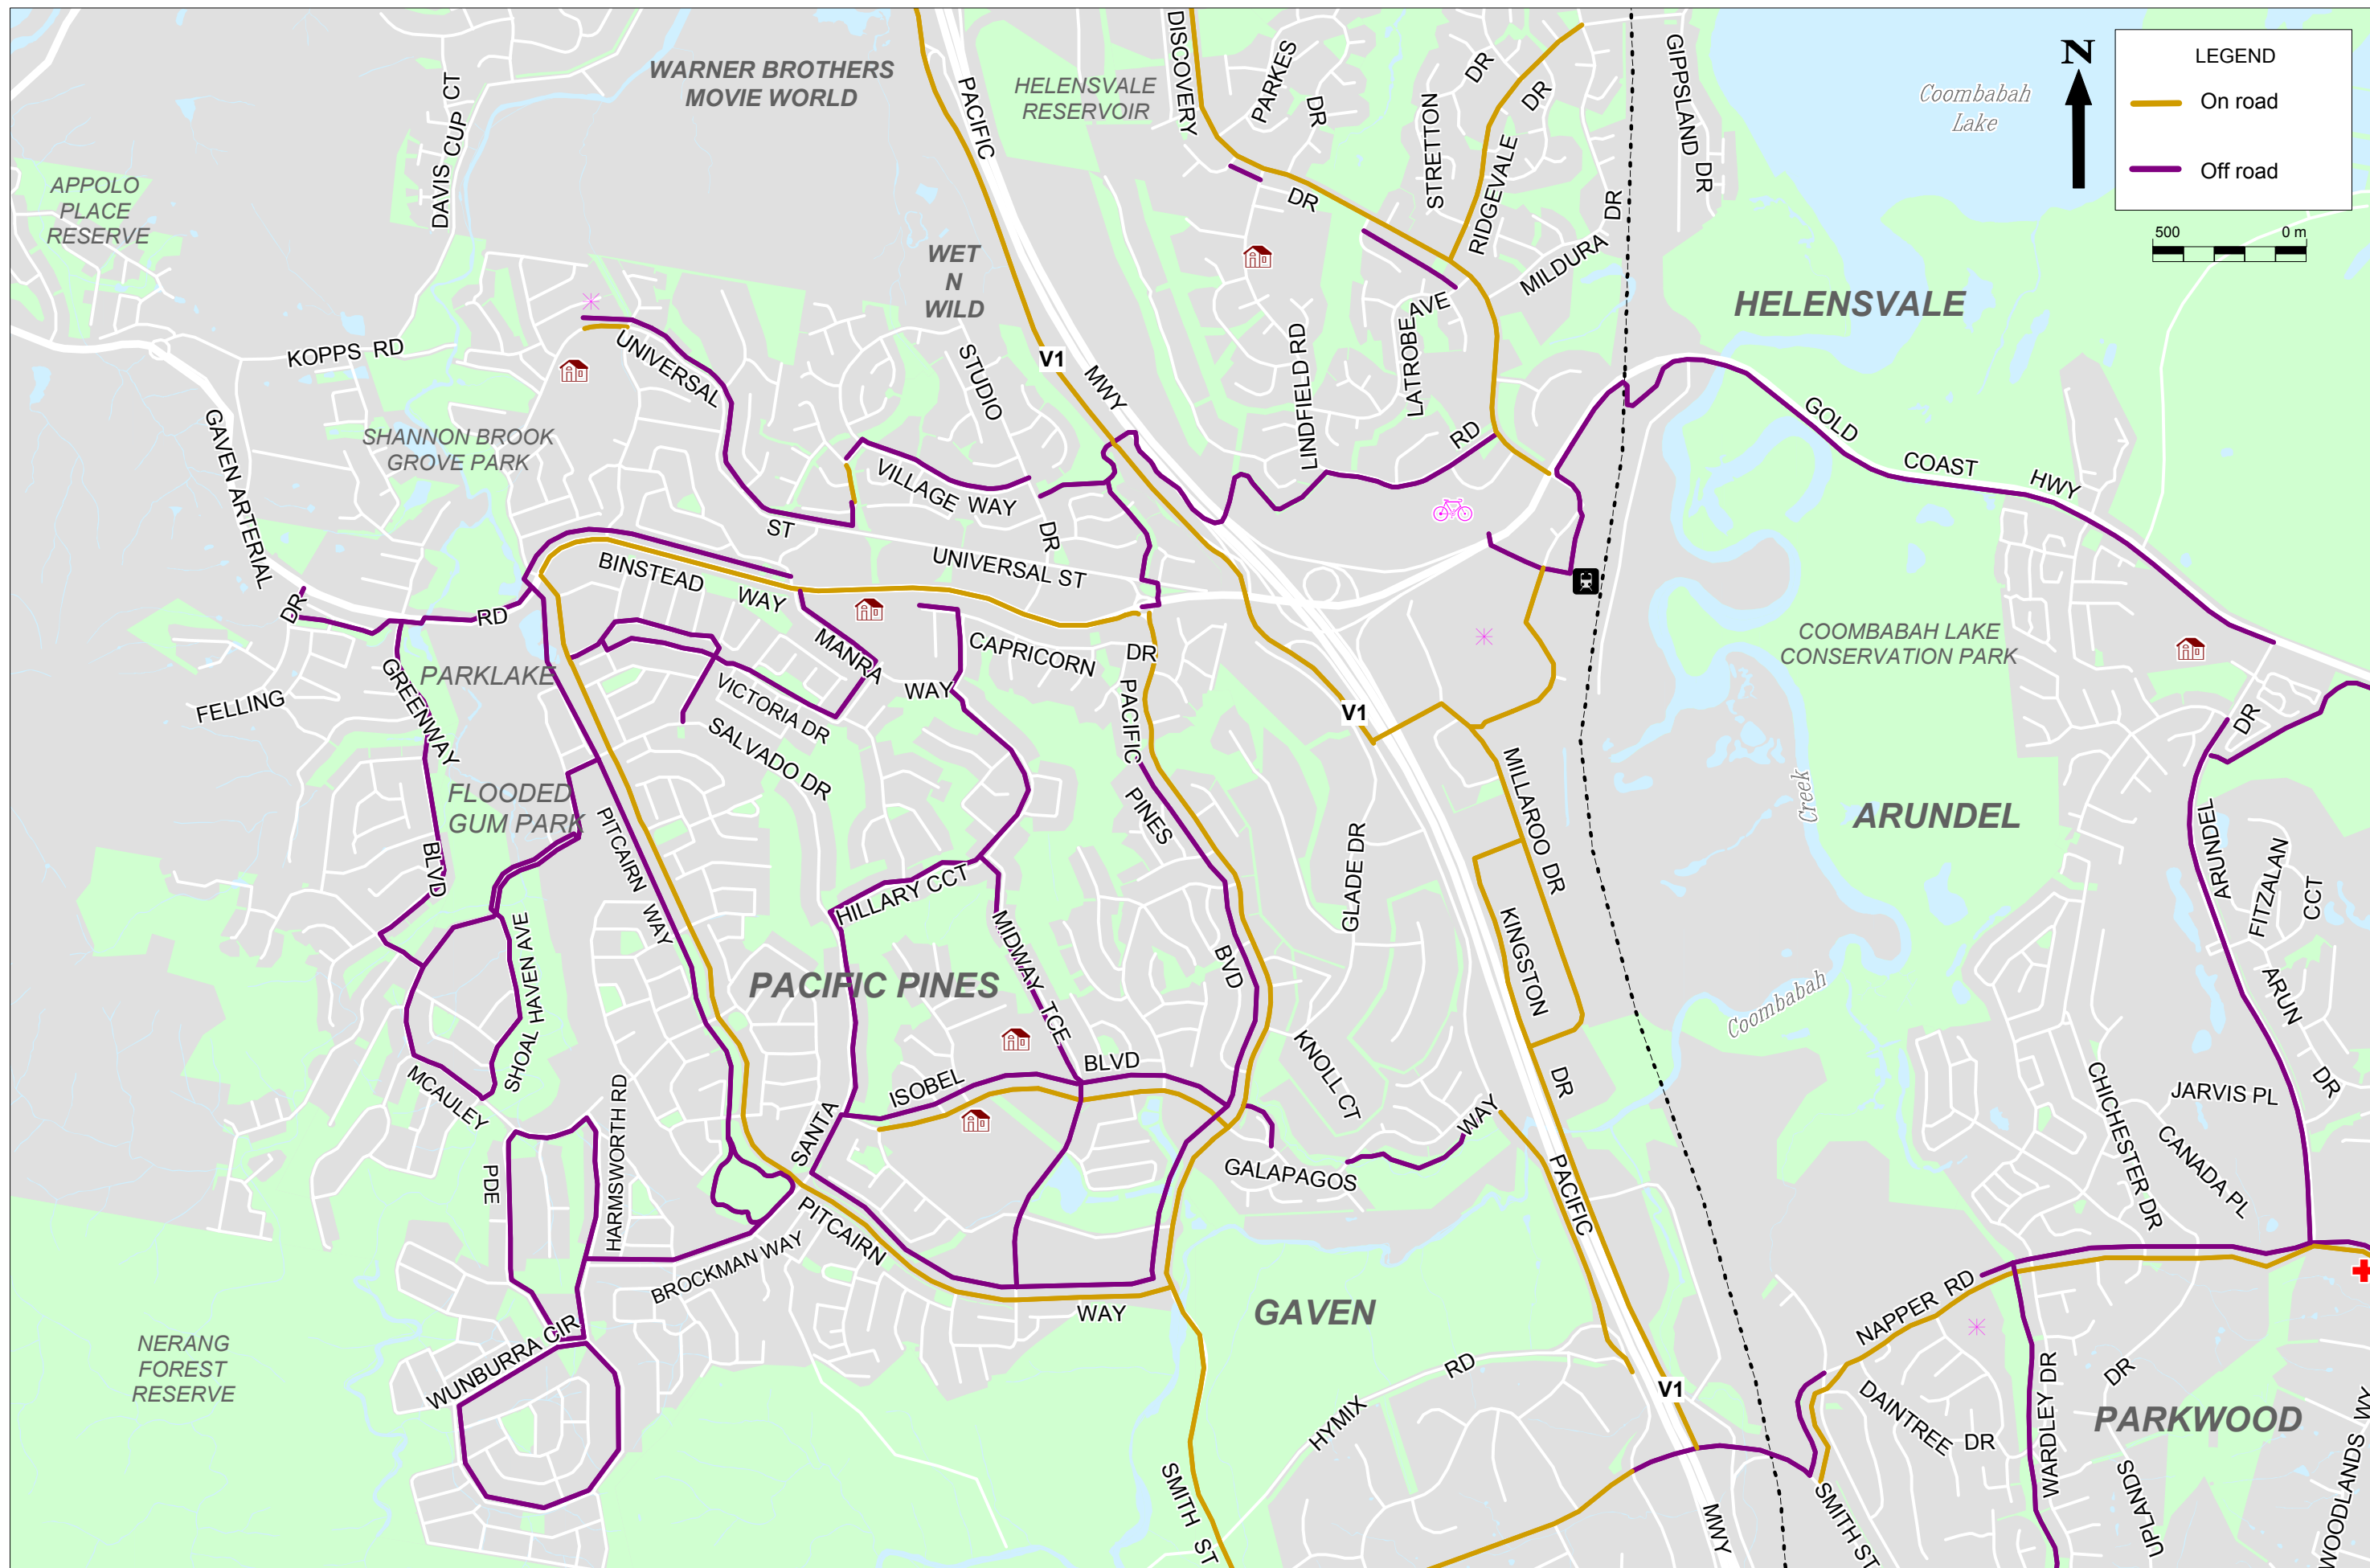 WARNER BROTHERS
MOVIE WORLD
DAVIS CUP CT
APPOLO
PLACE
RESERVE
PACIFIC
HELENSVALE
RESERVOIR
DISCOVERY
PARKES
DR
DR
STRETTON
DR
DR
RIDGEVALE
MILDURA
DR
GIPPSLAND DR
Coombabah
Lake
N
LEGEND
On road
Off road
500
0 m
WET
N
WILD
HELENSVALE
KOPPS RD
UNIVERSAL
STUDIO
V1
MWY
LINDFIELD RD
LATROBE
AVE
RD
GOLD
COAST
HWY
GAVEN ARTERIAL
SHANNON BROOK
GROVE PARK
VILLAGE WAY
ST
DR
UNIVERSAL ST
BINSTEAD
WAY
DR
RD
MANRA
CAPRICORN
DR
WAY
PARKLAKE
GREENWAY
FELLING
VICTORIA DR
SALVADO DR
PACIFIC
V1
COOMBABAH LAKE
CONSERVATION PARK
DR
FLOODED
GUM PARK
PITCAIRN
WAY
PINES
GLADE DR
MILLAROO DR
Creek
ARUNDEL
ARUNDEL
FITZALAN
CCT
BLVD
HILLARY CCT
MIDWAY TCE
BVD
KINGSTON
SHOAL HAVEN AVE
PACIFIC PINES
Coombabah
ARUN
DR
KNOLL CT
BLVD
ISOBEL
DR
MCAULEY
HARMSWORTH RD
SANTA
WAY
JARVIS PL
CANADA PL
CHICHESTER DR
PDE
GALAPAGOS
PACIFIC
PITCAIRN
BROCKMAN WAY
WAY
GAVEN
NAPPER RD
NERANG
FOREST
RESERVE
WUNBURRA CIR
HYMIX
RD
V1
DAINTREE
DR
WARDLEY DR
DR
PARKWOOD
UPLANDS
WOODLANDS WY
SMITH ST
MWY
SMITH ST